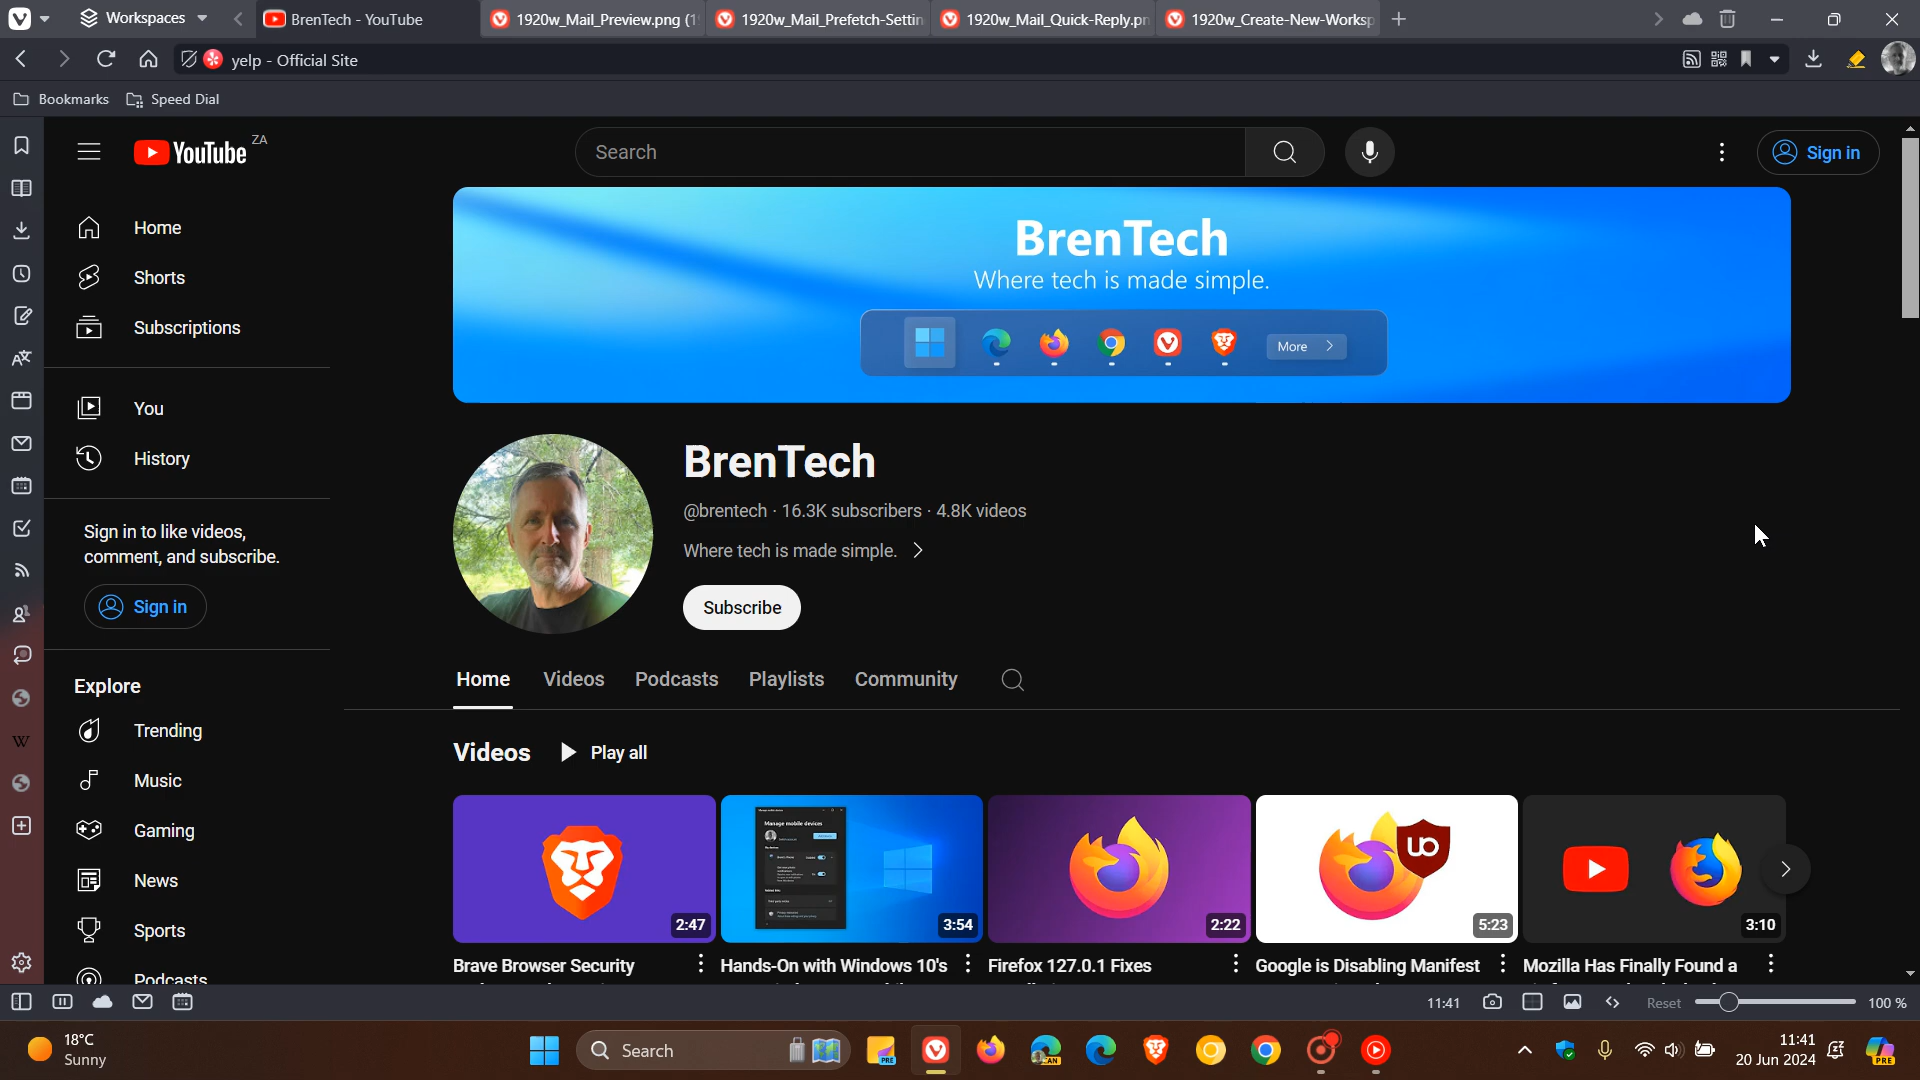 Workspaces
BrenTech - YouTube
1920w_Mail_Preview.png (1
1920w_Mail_Prefetch-Settin
1920w_Mail_Quick-Reply.pn
1920w_Create-New-Worksp
yelp - Official Site
Bookmarks
Speed Dial
YouTube ZA
Search
Sign in
Home
Shorts
Subscriptions
You
History
Sign in to like videos,
comment, and subscribe.
Sign in
Explore
Trending
Music
Gaming
News
Sports
Podcasts
BrenTech
Where tech is made simple.
More
BrenTech
@brentech · 16.3K subscribers · 4.8K videos
Where tech is made simple.
Subscribe
Home Videos Podcasts Playlists Community
Videos Play all
Manage mobile devices
2:47
3:54
2:22
5:23
3:10
Brave Browser Security
Hands-On with Windows 10's
Firefox 127.0.1 Fixes
Google is Disabling Manifest
Mozilla Has Finally Found a
11:41
Reset
100 %
18°C
Sunny
Search
PRE
CAN
11:41
20 Jun 2024
PRE